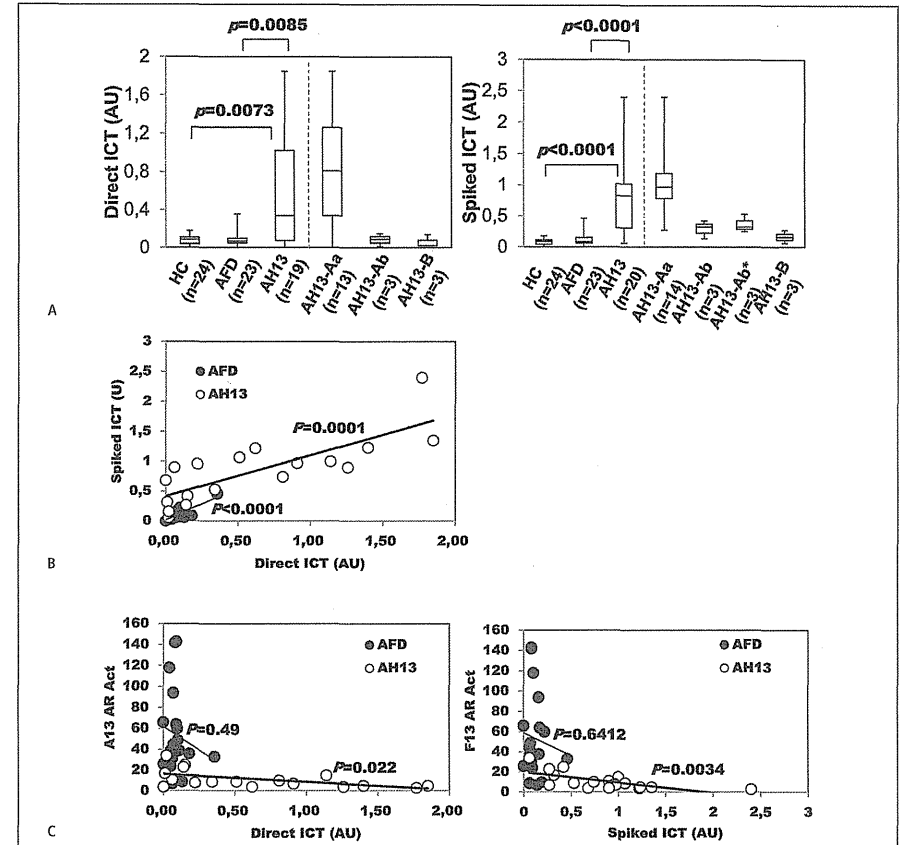 p=0.0085
p<0.0001
Direct ICT (AU)
2
1,6
1,2
0,8
0,4
0
p=0.0073
HC (n=24)
AFD (n=23)
AH13 (n=19)
AH13-Aa (n=13)
AH13-Ab (n=3)
AH13-B (n=3)
Spiked ICT (AU)
3
2,5
2
1,5
1
0,5
0
p<0.0001
HC (n=24)
AFD (n=23)
AH13 (n=20)
AH13-Aa (n=14)
AH13-Ab (n=3)
AH13-Ab* (n=3)
AH13-B (n=3)
A
Spiked ICT (U)
3
2,5
2
1,5
1
0,5
0
AFD
AH13
P=0.0001
P<0.0001
0,00 0,50 1,00 1,50 2,00
Direct ICT (AU)
B
A13 AR Act
160
140
120
100
80
60
40
20
0
AFD
AH13
P=0.49
P=0.022
0,00 0,50 1,00 1,50 2,00
Direct ICT (AU)
F13 AR Act
160
140
120
100
80
60
40
20
0
AFD
AH13
P=0.6412
P=0.0034
0 0,5 1 1,5 2 2,5 3
Spiked ICT (AU)
C